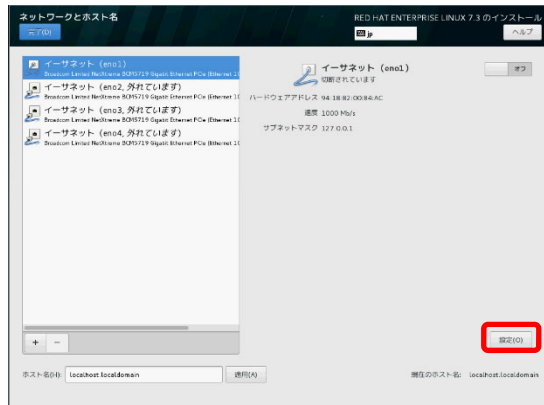 ネットワークとホスト名
RED HAT ENTERPRISE LINUX 7.3 のインストール
完了(D)
jp
ヘルプ
イーサネット (eno1)
Broadcom Limited NetXtreme BCM5719 Gigabit Ethernet PCIe (Ethernet 10
イーサネット (eno2, 外れています)
Broadcom Limited NetXtreme BCM5719 Gigabit Ethernet PCIe (Ethernet 10
イーサネット (eno3, 外れています)
Broadcom Limited NetXtreme BCM5719 Gigabit Ethernet PCIe (Ethernet 10
イーサネット (eno4, 外れています)
Broadcom Limited NetXtreme BCM5719 Gigabit Ethernet PCIe (Ethernet 10
イーサネット (eno1)
切断されています
オフ
ハードウェアアドレス 94:18:82:00:84:AC
速度 1000 Mb/s
サブネットマスク 127.0.0.1
+ −
設定(O)
ホスト名(H): localhost.localdomain
適用(A)
現在のホスト名: localhost.localdomain